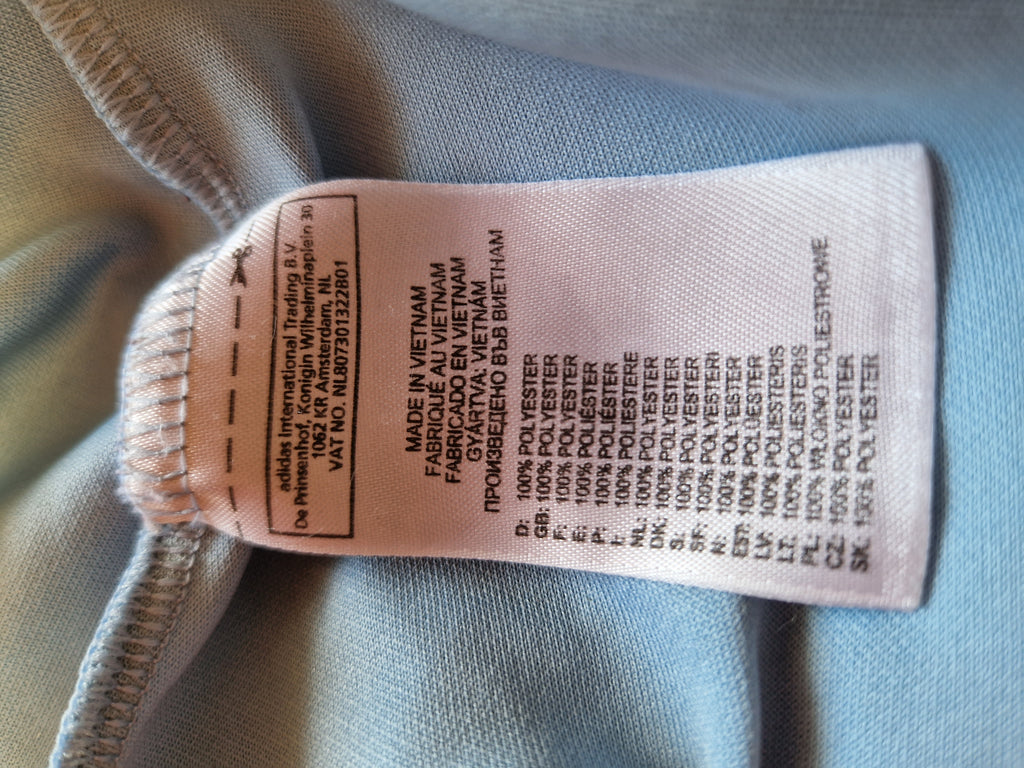 adidas International Trading B.V.
De Primenhof, Konigin Wilhelminaplein 30
1062 KR Amsterdam, NL
VAT NO. NL807301322B01
MADE IN VIETNAM
FABRIQUÉ AU VIETNAM
FABRICADO EN VIETNAM
GYÁRTVA: VIETNÁM
ПРОИЗВЕДЕНО ВЪВ ВИЕТНАМ
D: 100% POLYESTER
GB: 100% POLYESTER
F: 100% POLYESTER
E: 100% POLIÉSTER
P: 100% POLIÉSTER
I: 100% POLIESTERE
NL: 100% POLYESTER
DK: 100% POLYESTER
S: 100% POLYESTER
SF: 100% POLYESTERI
N: 100% POLYESTER
EST: 100% POLÜESTER
LV: 100% POLIESTERIS
LT: 100% POLIESTERIS
PL: 100% WŁÓKNO POLIESTROWE
CZ: 100% POLYESTER
SK: 100% POLYESTER